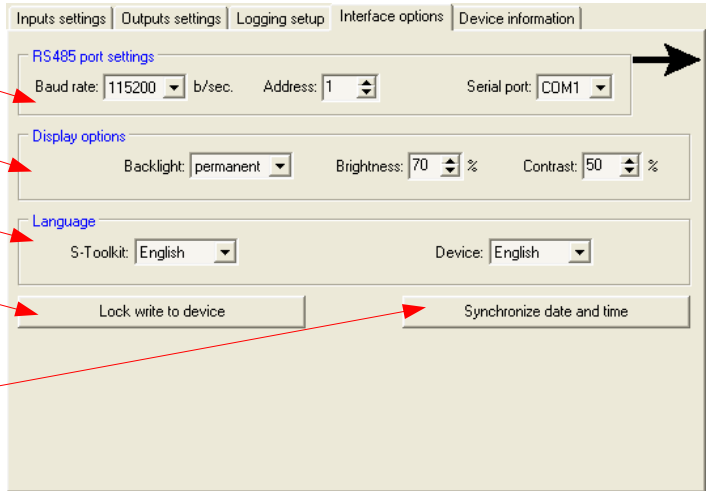 Inputs settings Outputs settings Logging setup Interface options Device information
RS485 port settings
Baud rate: 115200 b/sec. Address: 1 Serial port: COM1
Display options
Backlight: permanent Brightness: 70 % Contrast: 50 %
Language
S-Toolkit: English Device: English
Lock write to device Synchronize date and time